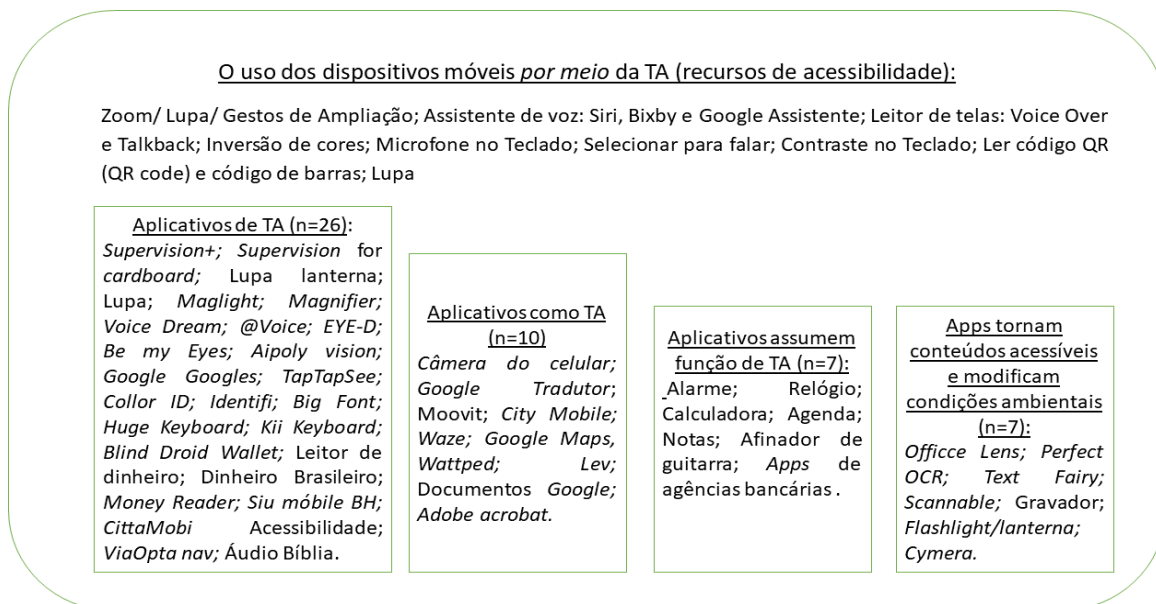 O uso dos dispositivos móveis por meio da TA (recursos de acessibilidade):
Zoom/ Lupa/ Gestos de Ampliação; Assistente de voz: Siri, Bixby e Google Assistente; Leitor de telas: Voice Over
e Talkback; Inversão de cores; Microfone no Teclado; Selecionar para falar; Contraste no Teclado; Ler código QR
(QR code) e código de barras; Lupa
Aplicativos de TA (n=26):
Supervision+; Supervision for
cardboard; Lupa lanterna;
Lupa; Maglight; Magnifier;
Voice Dream; @Voice; EYE-D;
Be my Eyes; Aipoly vision;
Google Googles; TapTapSee;
Collor ID; Identifi; Big Font;
Huge Keyboard; Kii Keyboard;
Blind Droid Wallet; Leitor de
dinheiro; Dinheiro Brasileiro;
Money Reader; Siu móbile BH;
CittaMobi Acessibilidade;
ViaOpta nav; Áudio Bíblia.
Aplicativos como TA
(n=10)
Câmera do celular;
Google Tradutor;
Moovit; City Mobile;
Waze; Google Maps,
Wattped; Lev;
Documentos Google;
Adobe acrobat.
Aplicativos assumem
função de TA (n=7):
Alarme; Relógio;
Calculadora; Agenda;
Notas; Afinador de
guitarra; Apps de
agências bancárias .
Apps tornam
conteúdos acessíveis
e modificam
condições ambientais
(n=7):
Officce Lens; Perfect
OCR; Text Fairy;
Scannable; Gravador;
Flashlight/lanterna;
Cymera.